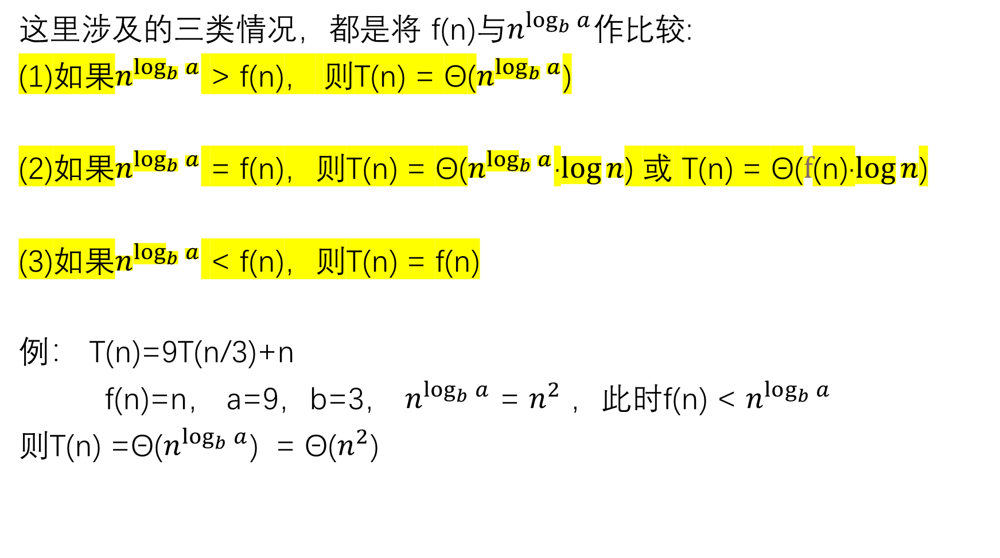 这里涉及的三类情况，都是将 f(n)与$n^{\log_b a}$作比较:
(1)如果$n^{\log_b a}$ > f(n)， 则T(n) = Θ($n^{\log_b a}$)
(2)如果$n^{\log_b a}$ = f(n)，则T(n) = Θ($n^{\log_b a}$·$\log n$) 或 T(n) = Θ(f(n)·$\log n$)
(3)如果$n^{\log_b a}$ < f(n)，则T(n) = f(n)
例： T(n)=9T(n/3)+n
f(n)=n， a=9，b=3， $n^{\log_b a}$ = $n^2$ ，此时f(n) < $n^{\log_b a}$
则T(n) =Θ($n^{\log_b a}$) = Θ($n^2$)